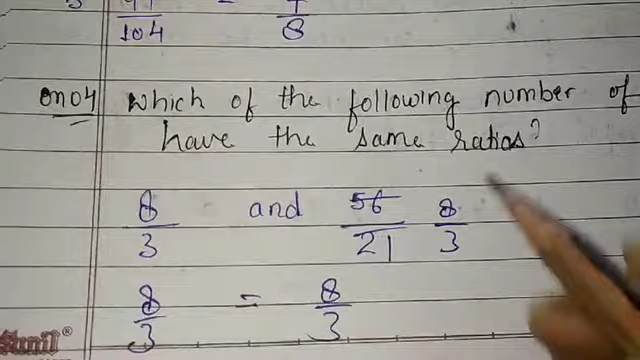 104 8
Qn04 which of the following number of
have the same ratios?
8/3 and 56/21 8/3
8/3 = 8/3
Sunil®